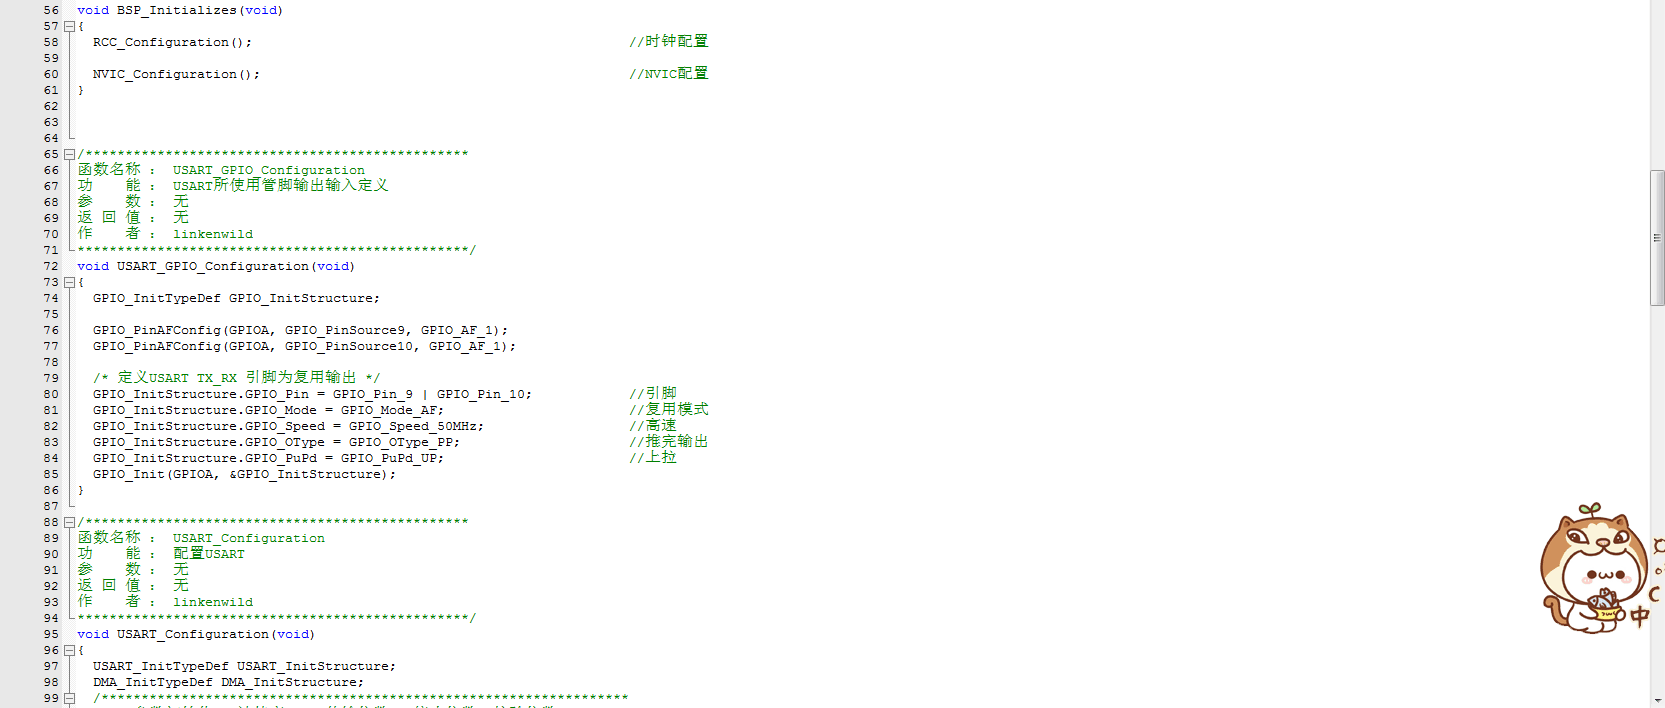 56 void BSP_Initializes(void)
57 {
58 RCC_Configuration(); //时钟配置
59
60 NVIC_Configuration(); //NVIC配置
61 }
62
63
64
65 /************************************************
66 函数名称 : USART_GPIO_Configuration
67 功 能 : USART所使用管脚输出输入定义
68 参 数 : 无
69 返 回 值 : 无
70 作 者 : linkenwild
71 *************************************************/
72 void USART_GPIO_Configuration(void)
73 {
74 GPIO_InitTypeDef GPIO_InitStructure;
75
76 GPIO_PinAFConfig(GPIOA, GPIO_PinSource9, GPIO_AF_1);
77 GPIO_PinAFConfig(GPIOA, GPIO_PinSource10, GPIO_AF_1);
78
79 /* 定义USART TX_RX 引脚为复用输出 */
80 GPIO_InitStructure.GPIO_Pin = GPIO_Pin_9 | GPIO_Pin_10; //引脚
81 GPIO_InitStructure.GPIO_Mode = GPIO_Mode_AF; //复用模式
82 GPIO_InitStructure.GPIO_Speed = GPIO_Speed_50MHz; //高速
83 GPIO_InitStructure.GPIO_OType = GPIO_OType_PP; //推完输出
84 GPIO_InitStructure.GPIO_PuPd = GPIO_PuPd_UP; //上拉
85 GPIO_Init(GPIOA, &GPIO_InitStructure);
86 }
87
88 /************************************************
89 函数名称 : USART_Configuration
90 功 能 : 配置USART
91 参 数 : 无
92 返 回 值 : 无
93 作 者 : linkenwild
94 *************************************************/
95 void USART_Configuration(void)
96 {
97 USART_InitTypeDef USART_InitStructure;
98 DMA_InitTypeDef DMA_InitStructure;
99 /******************************************************************
中